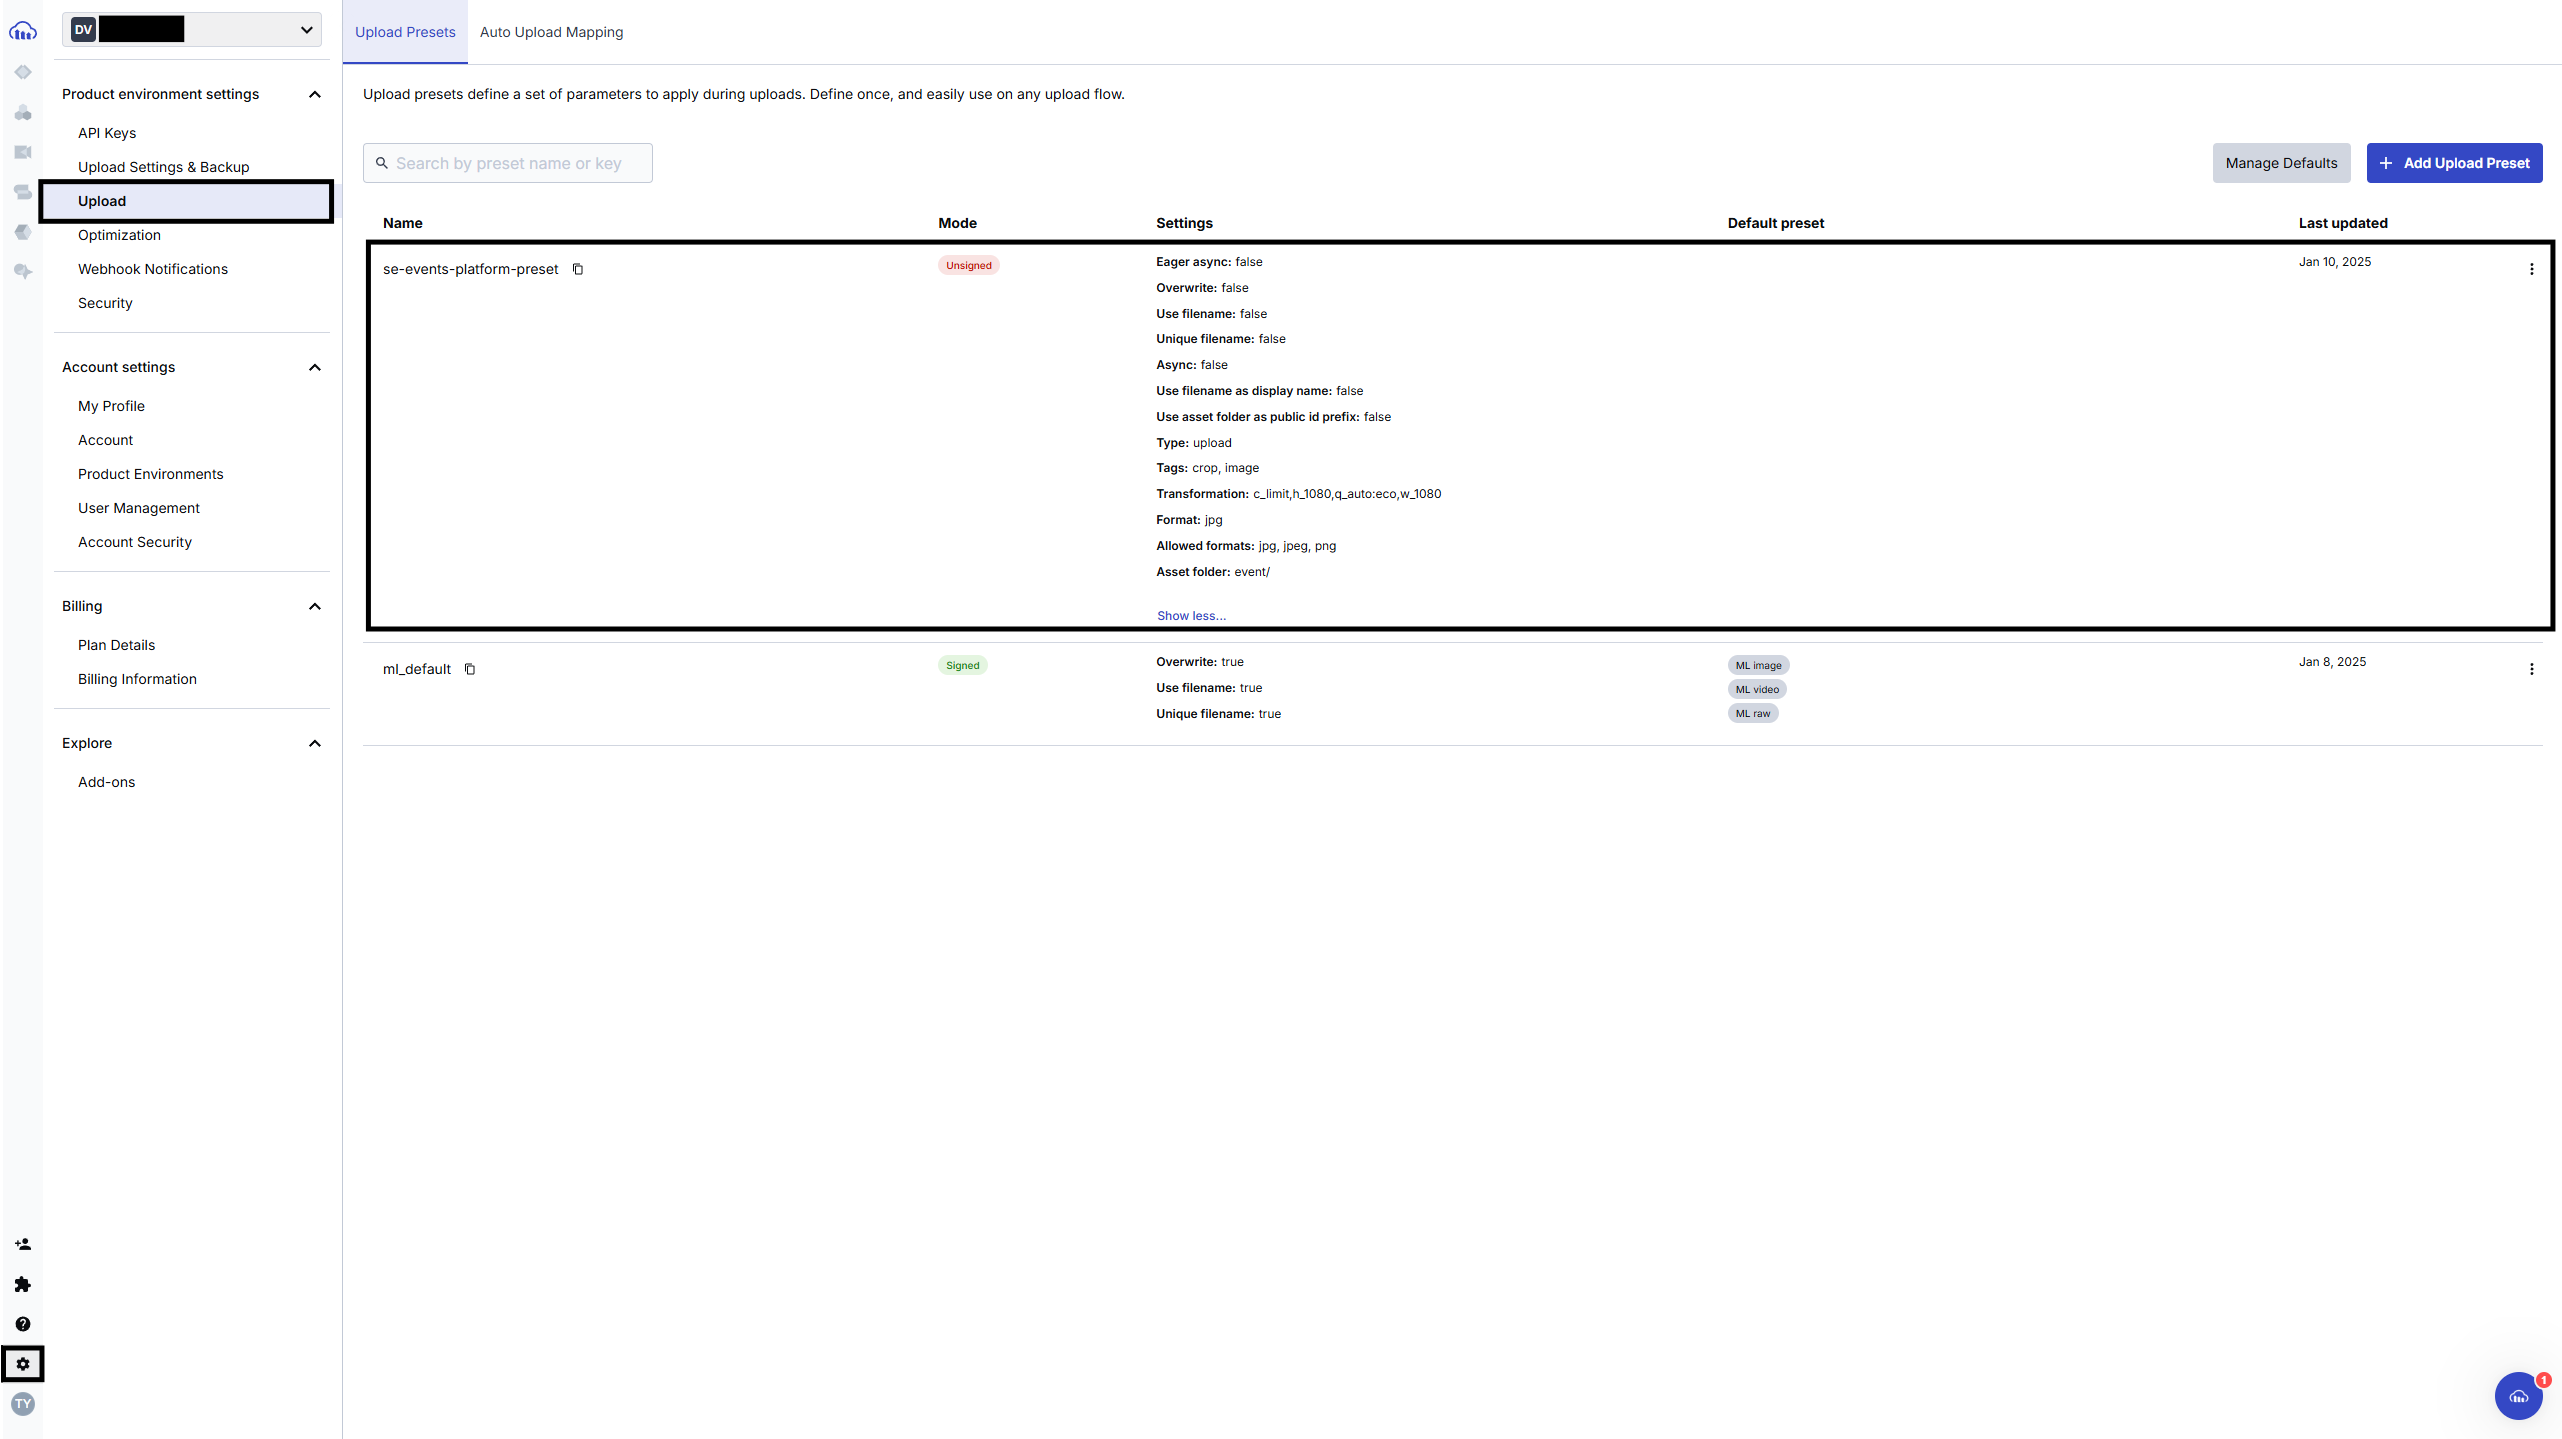 DV
Product environment settings
API Keys
Upload Settings & Backup
Upload
Optimization
Webhook Notifications
Security
Account settings
My Profile
Account
Product Environments
User Management
Account Security
Billing
Plan Details
Billing Information
Explore
Add-ons
TY
Upload Presets
Auto Upload Mapping
Upload presets define a set of parameters to apply during uploads. Define once, and easily use on any upload flow.
Search by preset name or key
Manage Defaults
+ Add Upload Preset
Name
Mode
Settings
Default preset
Last updated
se-events-platform-preset
Unsigned
Eager async: false
Overwrite: false
Use filename: false
Unique filename: false
Async: false
Use filename as display name: false
Use asset folder as public id prefix: false
Type: upload
Tags: crop, image
Transformation: c_limit,h_1080,q_auto:eco,w_1080
Format: jpg
Allowed formats: jpg, jpeg, png
Asset folder: event/
Show less...
Jan 10, 2025
ml_default
Signed
Overwrite: true
Use filename: true
Unique filename: true
ML image
ML video
ML raw
Jan 8, 2025
1